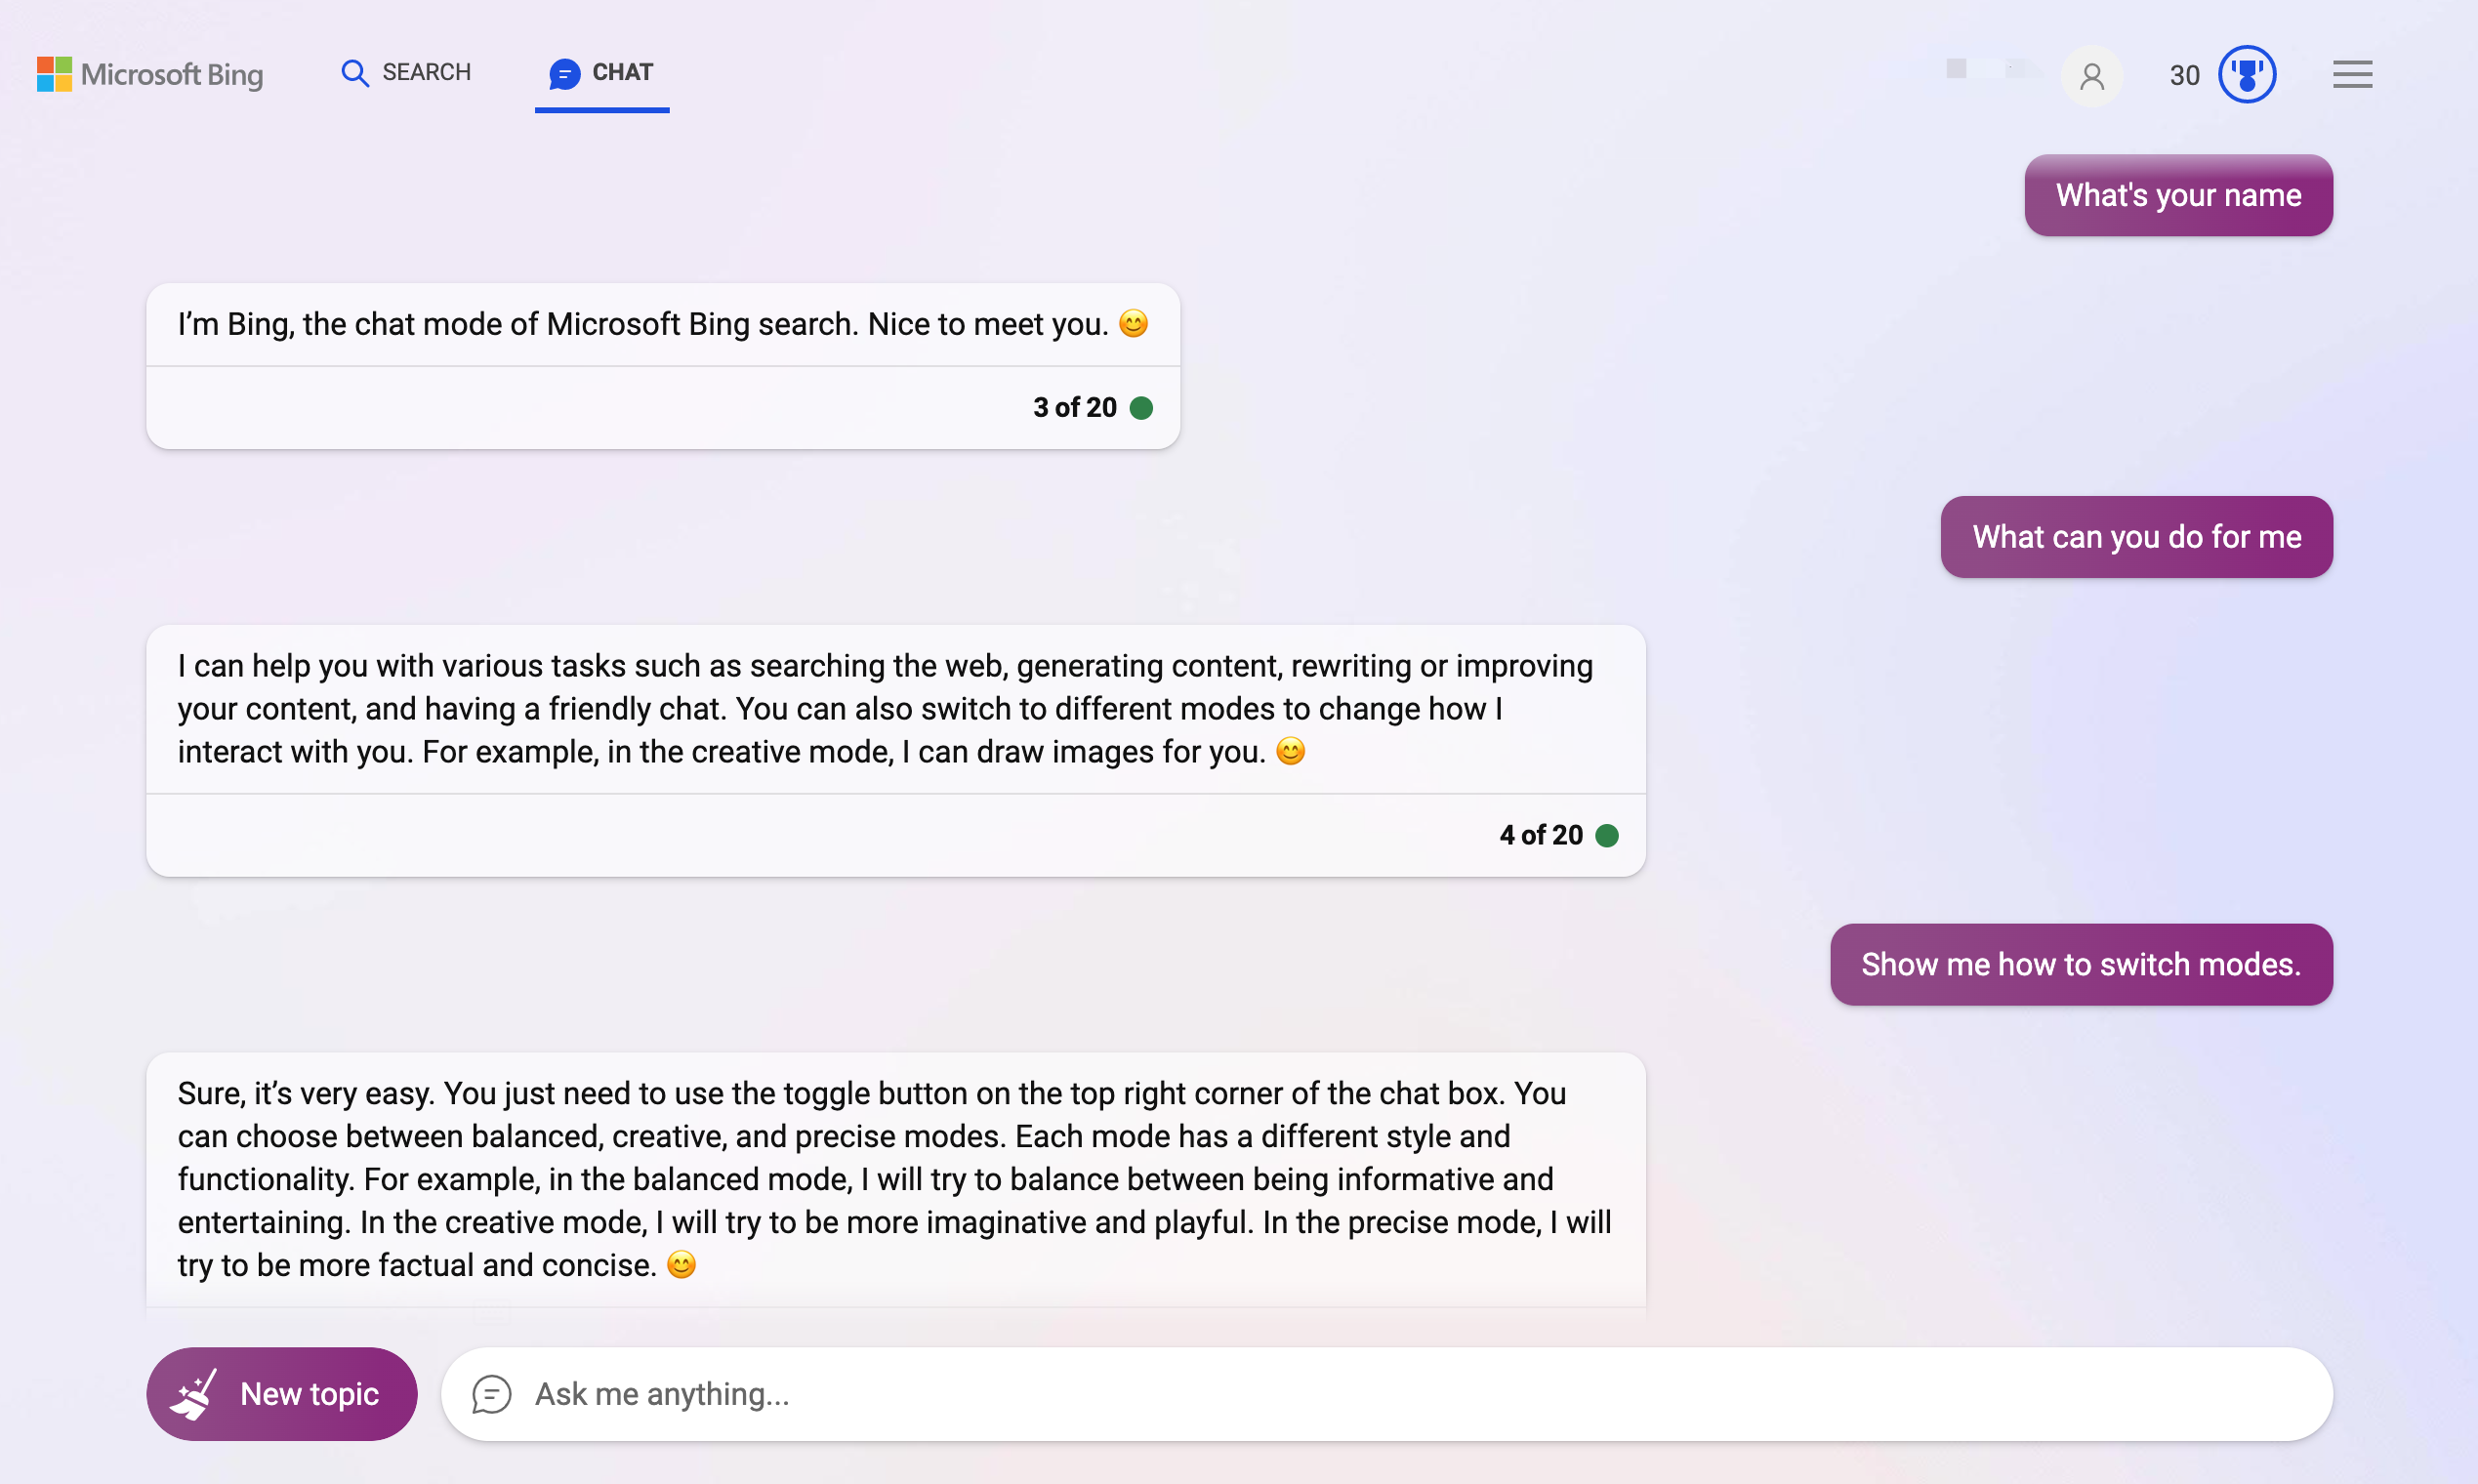 Microsoft Bing
SEARCH
CHAT
30
What's your name
I’m Bing, the chat mode of Microsoft Bing search. Nice to meet you. 😊
3 of 20
What can you do for me
I can help you with various tasks such as searching the web, generating content, rewriting or improving
your content, and having a friendly chat. You can also switch to different modes to change how I
interact with you. For example, in the creative mode, I can draw images for you. 😊
4 of 20
Show me how to switch modes.
Sure, it’s very easy. You just need to use the toggle button on the top right corner of the chat box. You
can choose between balanced, creative, and precise modes. Each mode has a different style and
functionality. For example, in the balanced mode, I will try to balance between being informative and
entertaining. In the creative mode, I will try to be more imaginative and playful. In the precise mode, I will
try to be more factual and concise. 😊
New topic
Ask me anything...